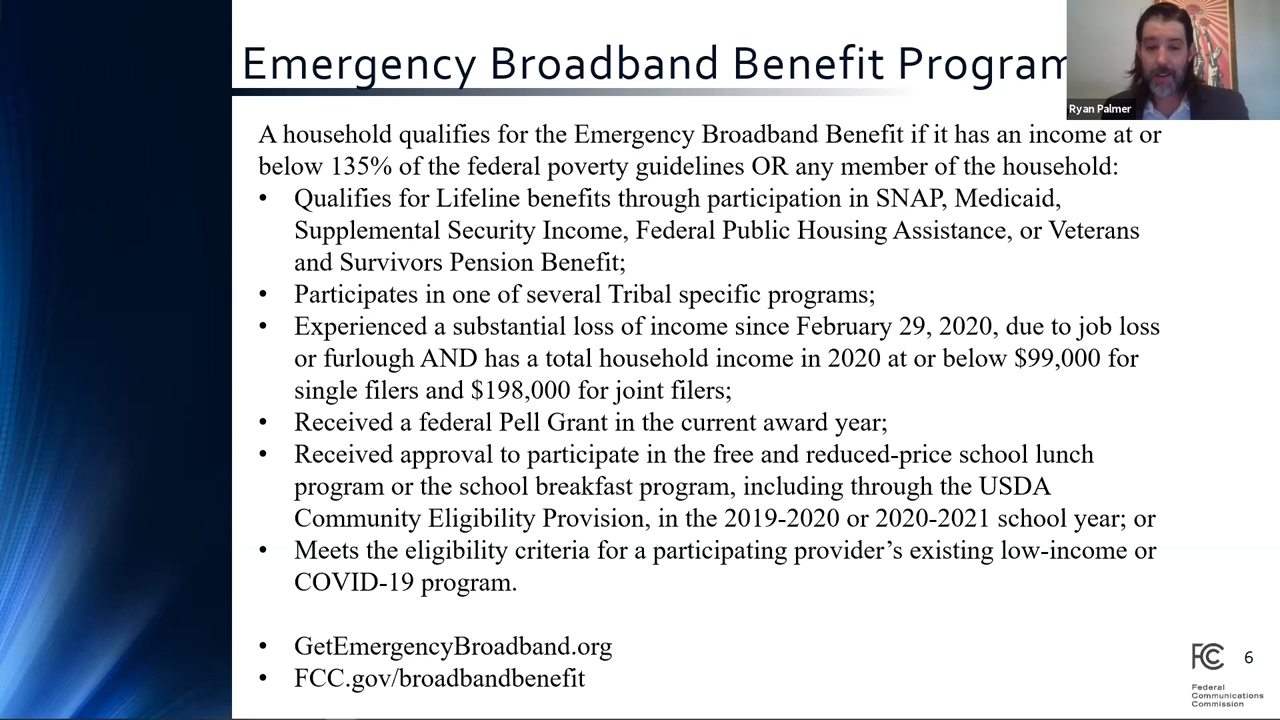 Emergency Broadband Benefit Program
Ryan Palmer
A household qualifies for the Emergency Broadband Benefit if it has an income at or
below 135% of the federal poverty guidelines OR any member of the household:
• Qualifies for Lifeline benefits through participation in SNAP, Medicaid,
Supplemental Security Income, Federal Public Housing Assistance, or Veterans
and Survivors Pension Benefit;
• Participates in one of several Tribal specific programs;
• Experienced a substantial loss of income since February 29, 2020, due to job loss
or furlough AND has a total household income in 2020 at or below $99,000 for
single filers and $198,000 for joint filers;
• Received a federal Pell Grant in the current award year;
• Received approval to participate in the free and reduced-price school lunch
program or the school breakfast program, including through the USDA
Community Eligibility Provision, in the 2019-2020 or 2020-2021 school year; or
• Meets the eligibility criteria for a participating provider’s existing low-income or
COVID-19 program.
• GetEmergencyBroadband.org
• FCC.gov/broadbandbenefit
FCC
6
Federal
Communications
Commission